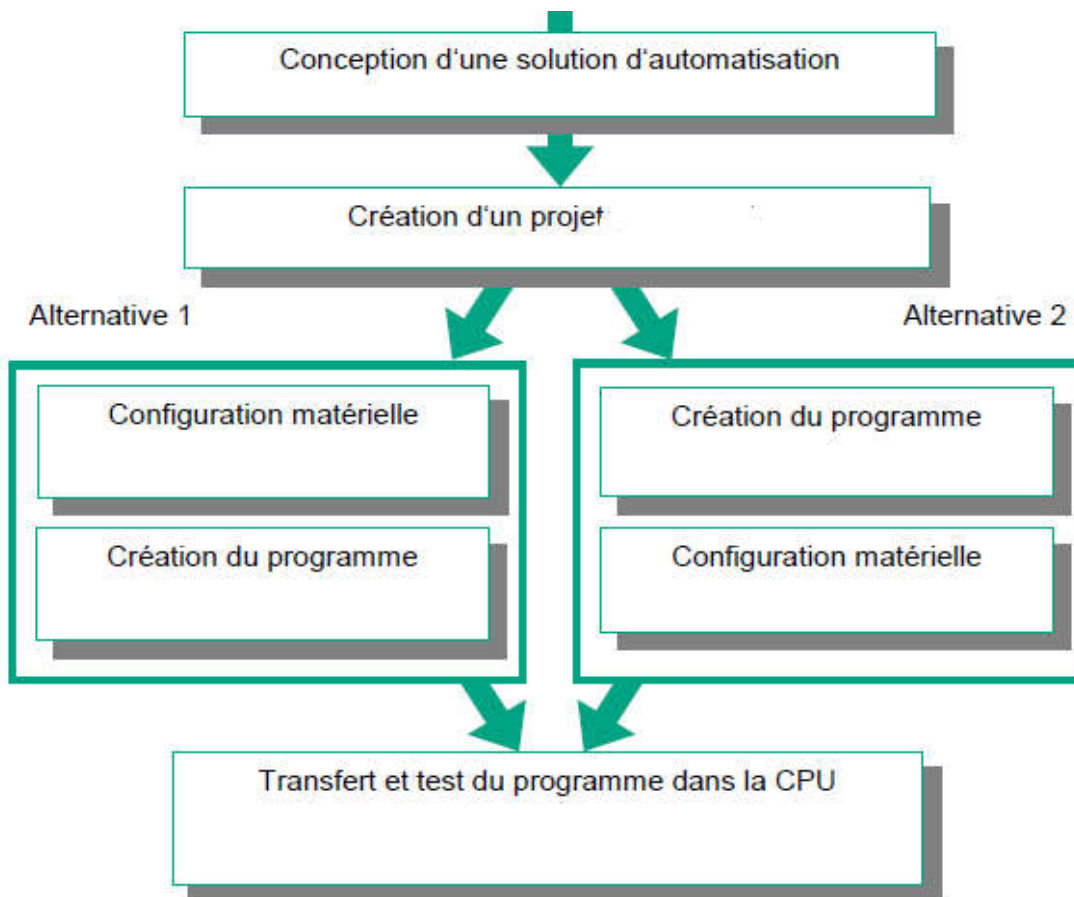 Conception d‘une solution d‘automatisation
Création d‘un projet
Alternative 1
Alternative 2
Configuration matérielle
Création du programme
Création du programme
Configuration matérielle
Transfert et test du programme dans la CPU